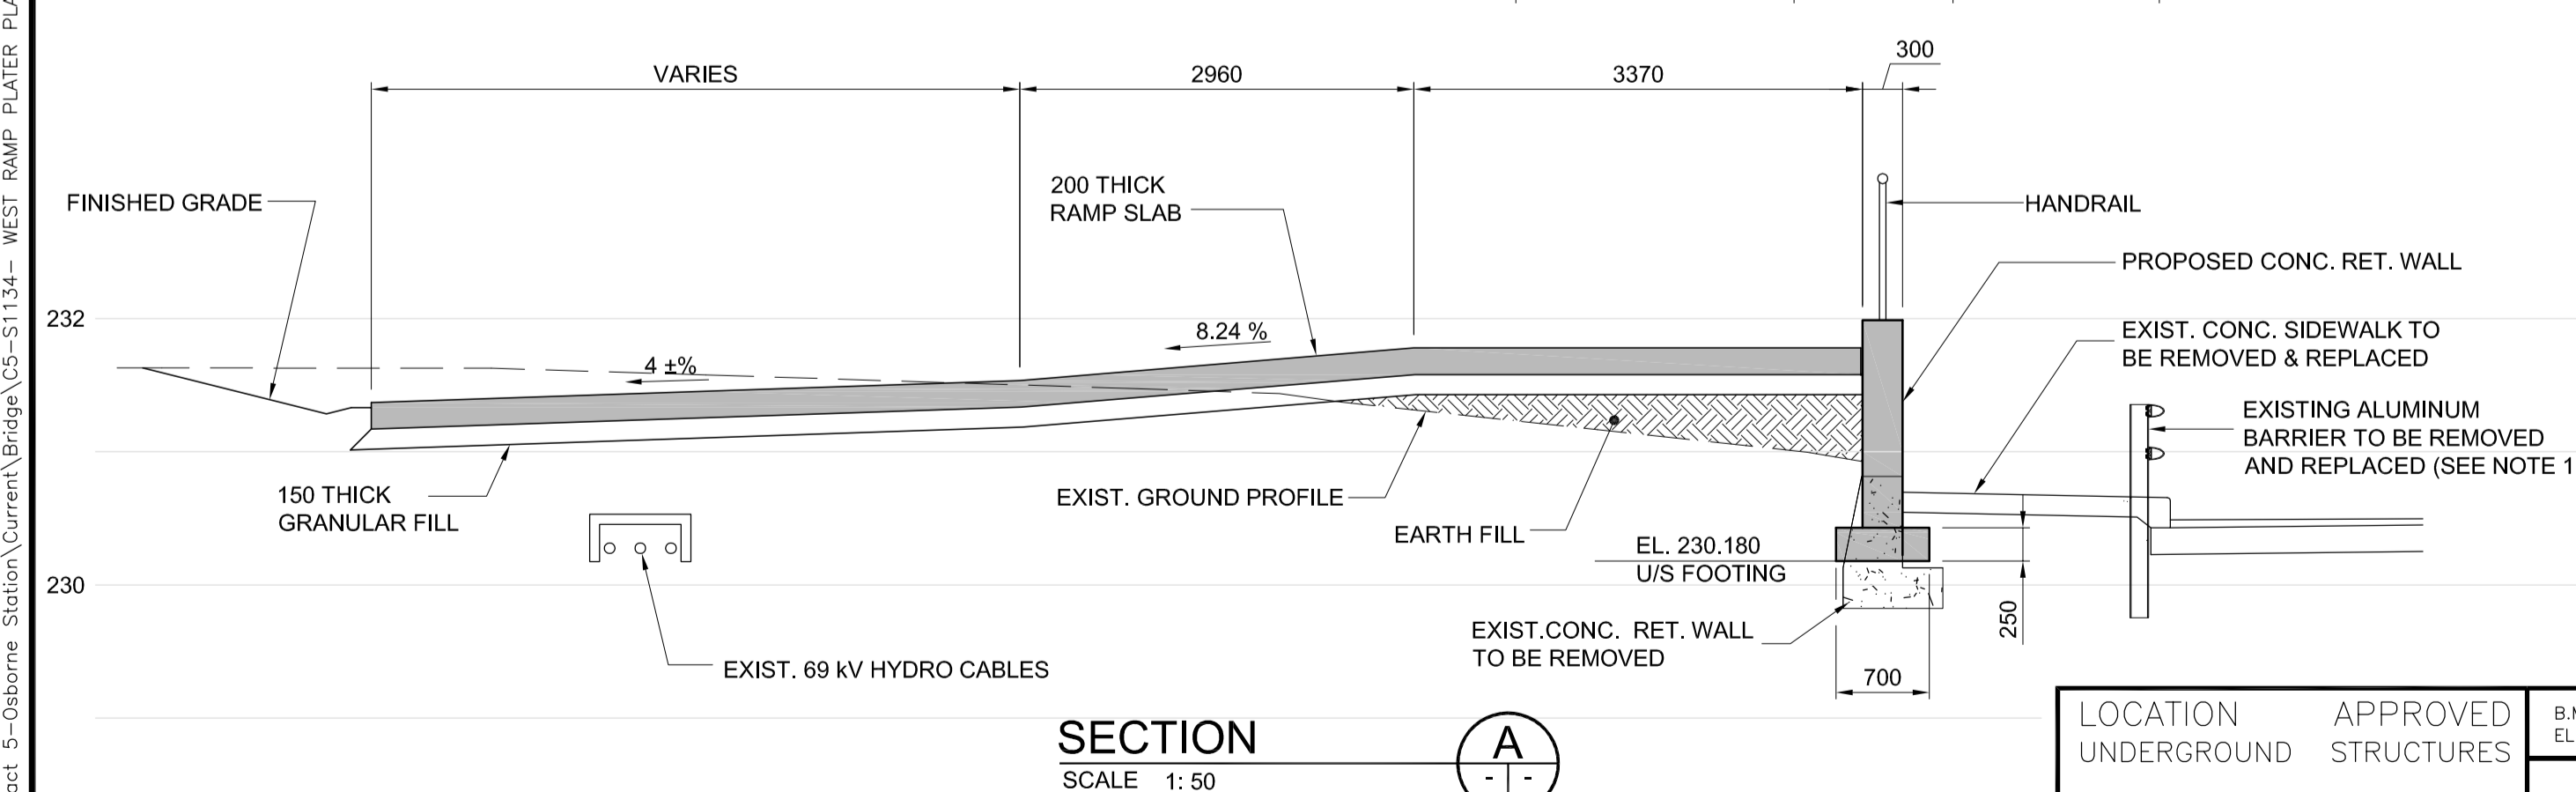 act 5-Osborne Station\Current\Bridge\C5-S1134- WEST RAMP PLATER PLA
VARIES
2960
3370
300
FINISHED GRADE
200 THICK
RAMP SLAB
HANDRAIL
PROPOSED CONC. RET. WALL
232
8.24 %
4 ±%
EXIST. CONC. SIDEWALK TO
BE REMOVED & REPLACED
EXISTING ALUMINUM
BARRIER TO BE REMOVED
AND REPLACED (SEE NOTE 1
150 THICK
GRANULAR FILL
EXIST. GROUND PROFILE
EARTH FILL
EL. 230.180
U/S FOOTING
230
250
EXIST.CONC. RET. WALL
TO BE REMOVED
EXIST. 69 kV HYDRO CABLES
700
SECTION
SCALE 1: 50
A
- -
LOCATION APPROVED
UNDERGROUND STRUCTURES
B.M
EL